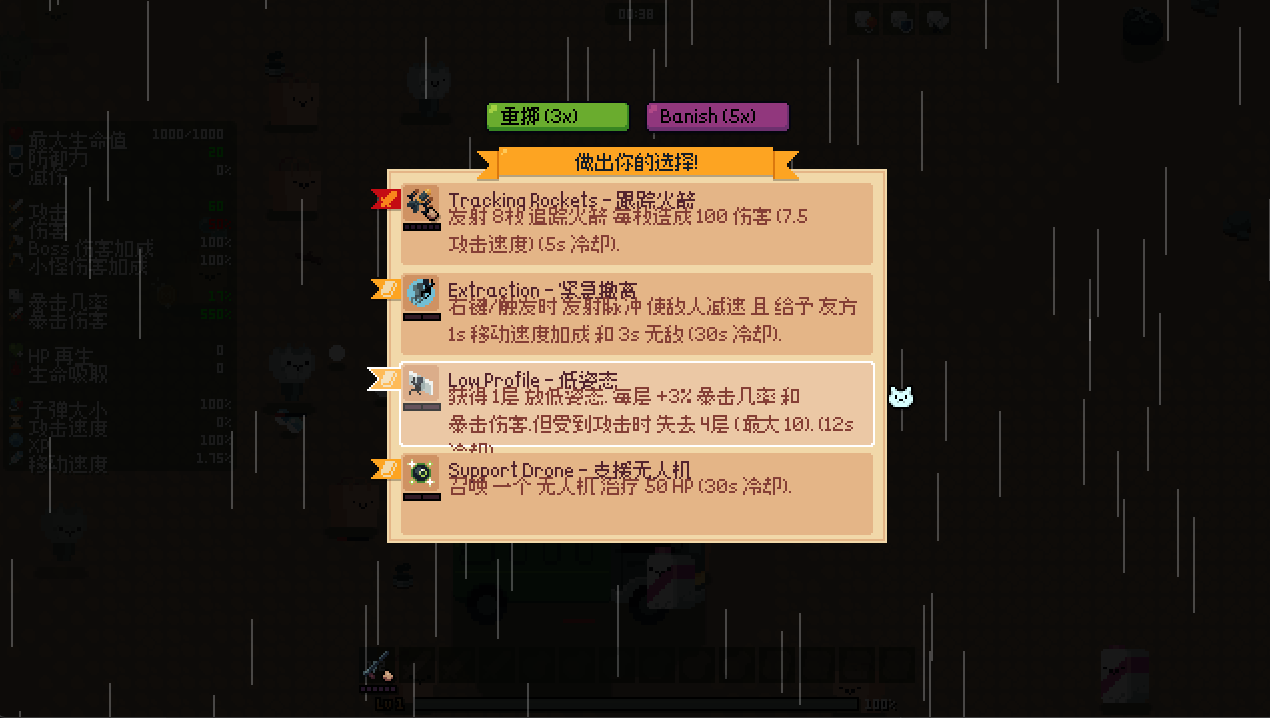 00:38
重掷 (3x)
Banish (5x)
做出你的选择!
最大生命值 1000/1000
防御力 20
减伤 0%
攻击 50
伤害
Boss 伤害加成 100%
小怪伤害加成 100%
暴击几率
暴击伤害 550%
HP 再生 0
生命吸取 0
子弹大小 100%
攻击速度 0%
XP 100%
移动速度 1.75%
Tracking Rockets - 跟踪火箭
发射 8枚 追踪火箭 每枚造成 100 伤害 (7.5
攻击速度) (5s 冷却).
Extraction - 紧急撤离
右键/触发时 发射脉冲 使敌人减速 且 给予 友方
1s 移动速度加成 和 3s 无敌 (30s 冷却).
Low Profile - 低姿态
获得 1层 放低姿态. 每层 +3% 暴击几率 和
暴击伤害.但受到攻击时 失去 4层 (最大 10). (12s
冷却).
Support Drone - 支援无人机
召唤 一个 无人机 治疗 50 HP (30s 冷却).
Lv 1
100%